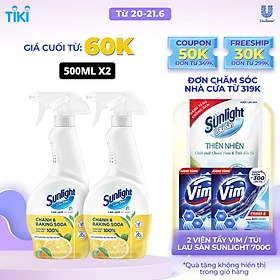 TIKI
Từ 20-21.6
Unilever
GIÁ CUỐI TỪ: 60K
500ML X2
COUPON
50K
ĐƠN TỪ 349K
FREESHIP
30K
ĐƠN TỪ 299K
ĐƠN CHĂM SÓC
NHÀ CỬA TỪ 319K
Sunlight
THIÊN NHIÊN
Vim
Vim
Sunlight
CHANH &
BAKING SODA
100%
Sunlight
CHANH &
BAKING SODA
100%
2 VIÊN TẨY VIM / TÚI
LAU SÀN SUNLIGHT 700G
*Quà tặng không hiển thị
trong giỏ hàng